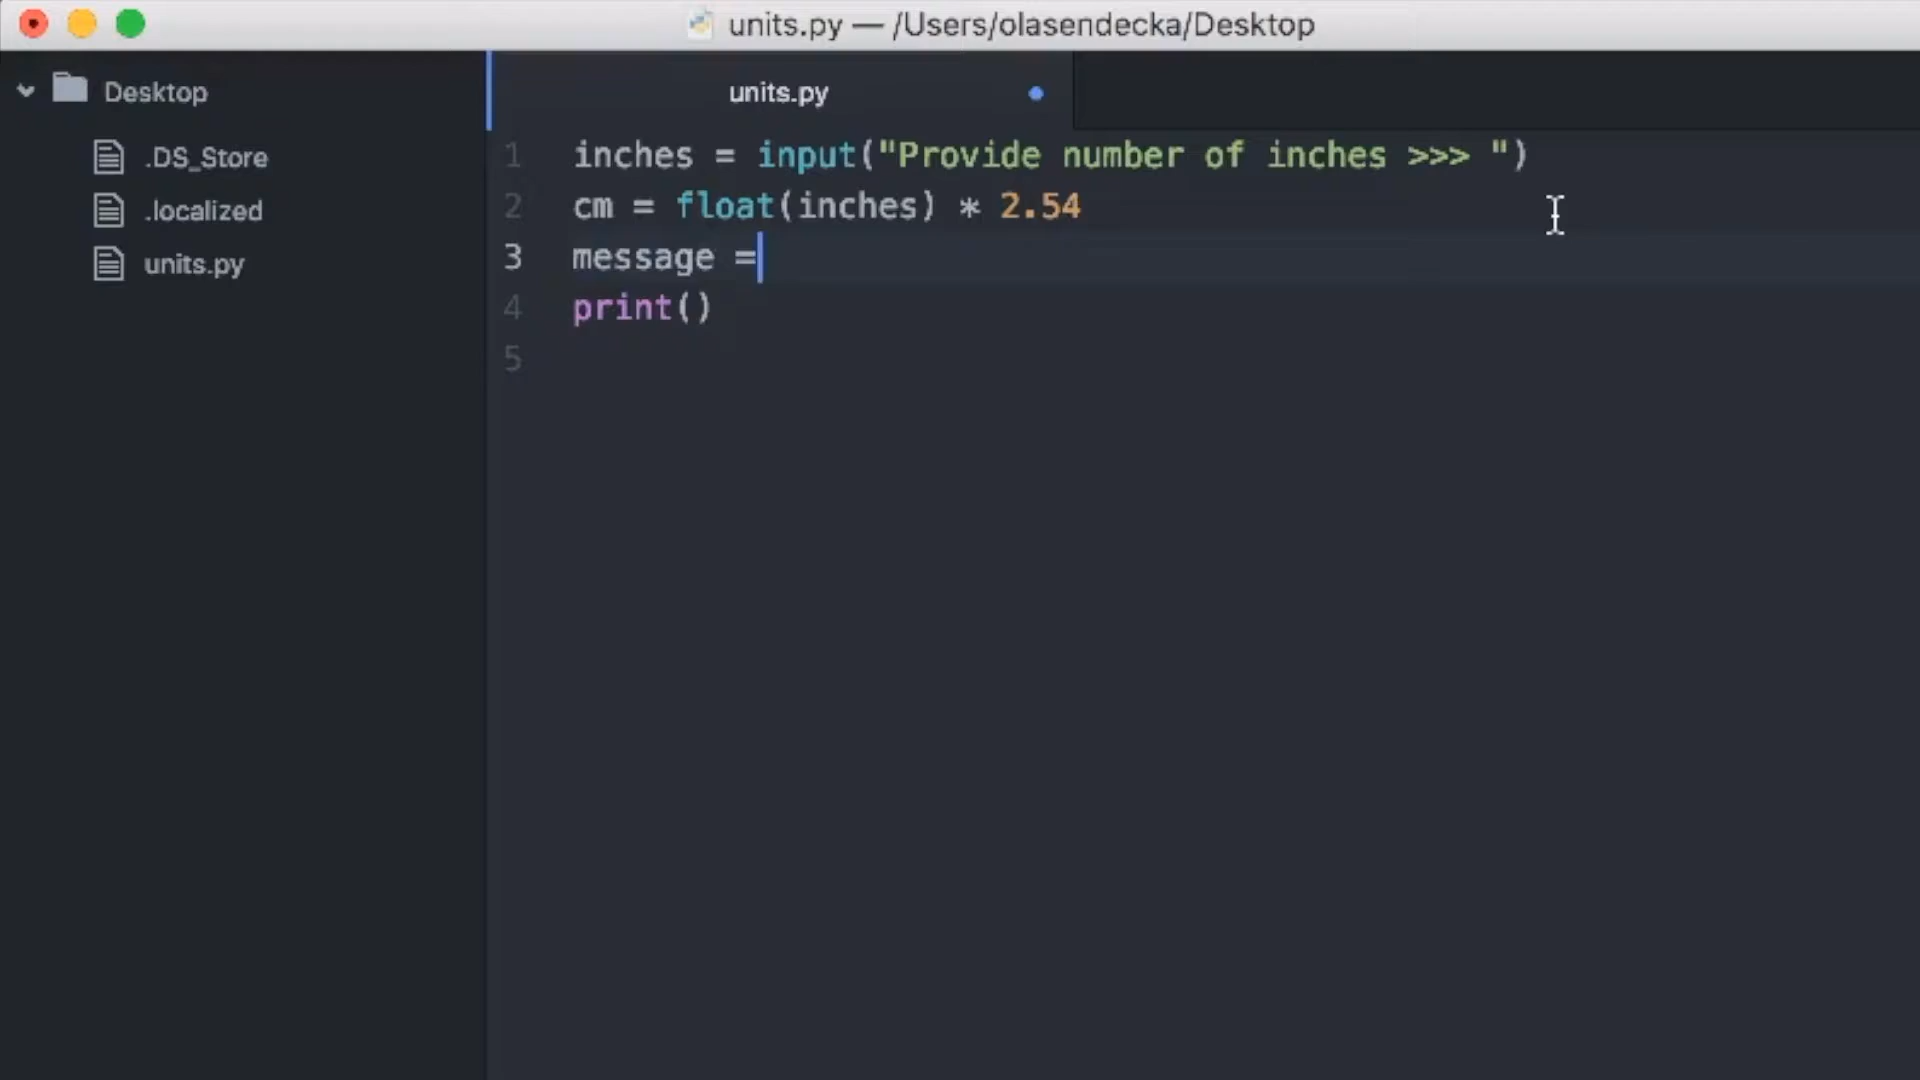 units.py — /Users/olasendecka/Desktop
Desktop
.DS_Store
.localized
units.py
units.py
1 inches = input("Provide number of inches >>> ")
2 cm = float(inches) * 2.54
3 message =
4 print()
5